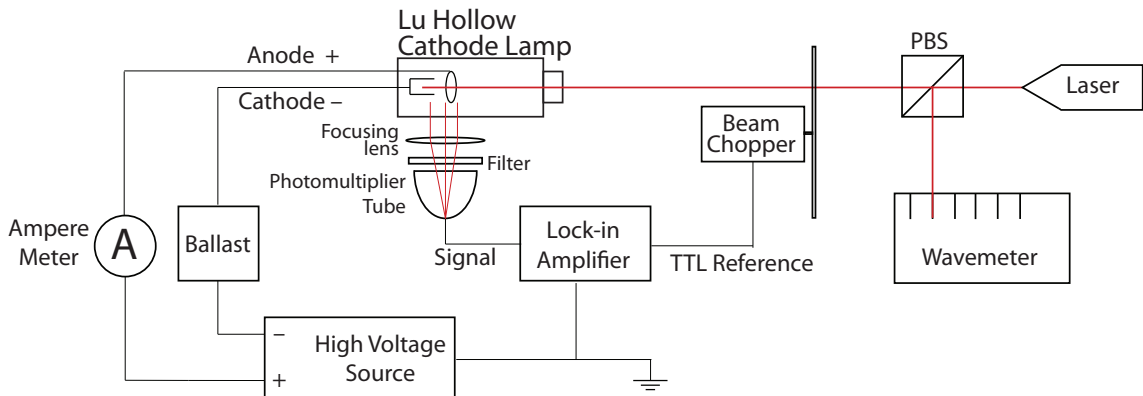 Lu Hollow
Cathode Lamp
PBS
Anode +
Laser
Cathode –
Beam
Chopper
Focusing
lens
Filter
Photomultiplier
Tube
Ampere
Meter
A
Ballast
Signal
Lock-in
Amplifier
TTL Reference
Wavemeter
–
High Voltage
Source
+